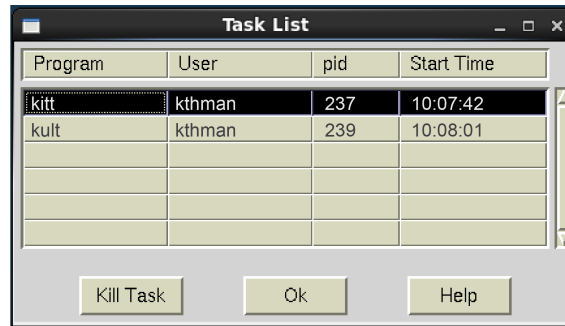 Task List
Program User pid Start Time
kitt kthman 237 10:07:42
kult kthman 239 10:08:01
Kill Task Ok Help